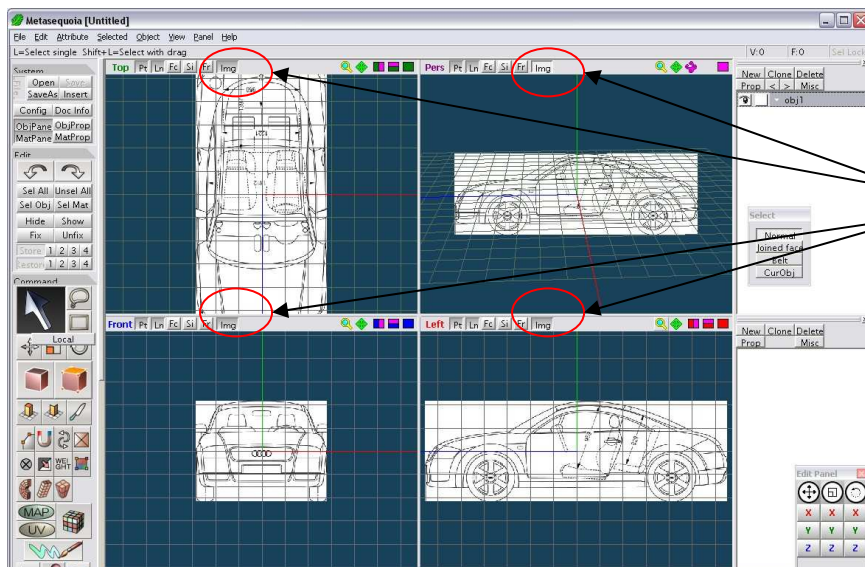 Metasequoia [Untitled]
File Edit Attribute Selected Object View Panel Help
L=Select single Shift+L=Select with drag
V:0 F:0 Sel Lock
System
Top Pt Ln Fc Si Fr Img
Pers Pt Ln Fc Si Fr Img
File
Open Save
SaveAs Insert
Config Doc Info
ObjPane ObjProp
MatPane MatProp
New Clone Delete
Prop < > Misc
obj1
Edit
Sel All Unsel All
Sel Obj Sel Mat
Hide Show
Fix Unfix
Store 1 2 3 4
1 2 3 4
Select
Normal
Joined face
Belt
CurObj
Command
Local
Front Pt Ln Fc Si Fr Img
Left Pt Ln Fc Si Fr Img
New Clone Delete
Prop Misc
WEI
GHT
MAP
UV
Edit Panel
X X X
Y Y Y
Z Z Z